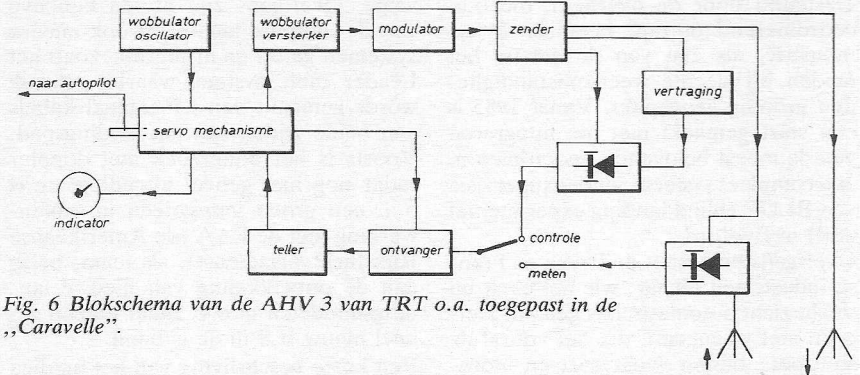 wobbulator
oscillator
wobbulator
versterker
modulator
zender
naar autopilot
vertraging
servo mechanisme
indicator
teller
ontvanger
controle
meten
Fig. 6 Blokschema van de AHV 3 van TRT o.a. toegepast in de
,,Caravelle".